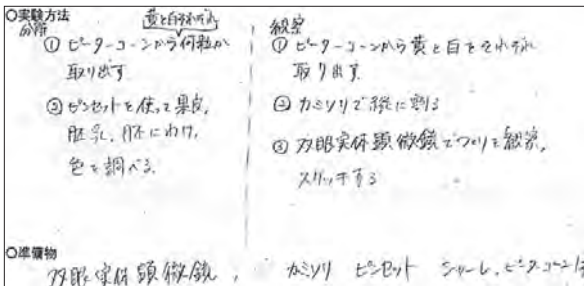 ○実験方法
分解
黄と白それぞれ
① ピーターコーンから何粒か
取り出す
② ピンセットを使って果皮、
胚乳、胚にわけ、
色を調べる。
観察
① ピーターコーンから黄と白をそれぞれ
取り出す
② カミソリで縦に割る
③ 双眼実体顕微鏡でつくりを観察、
スケッチする
○準備物
双眼実体顕微鏡, カミソリ ピンセット シャーレ, ピーターコーン